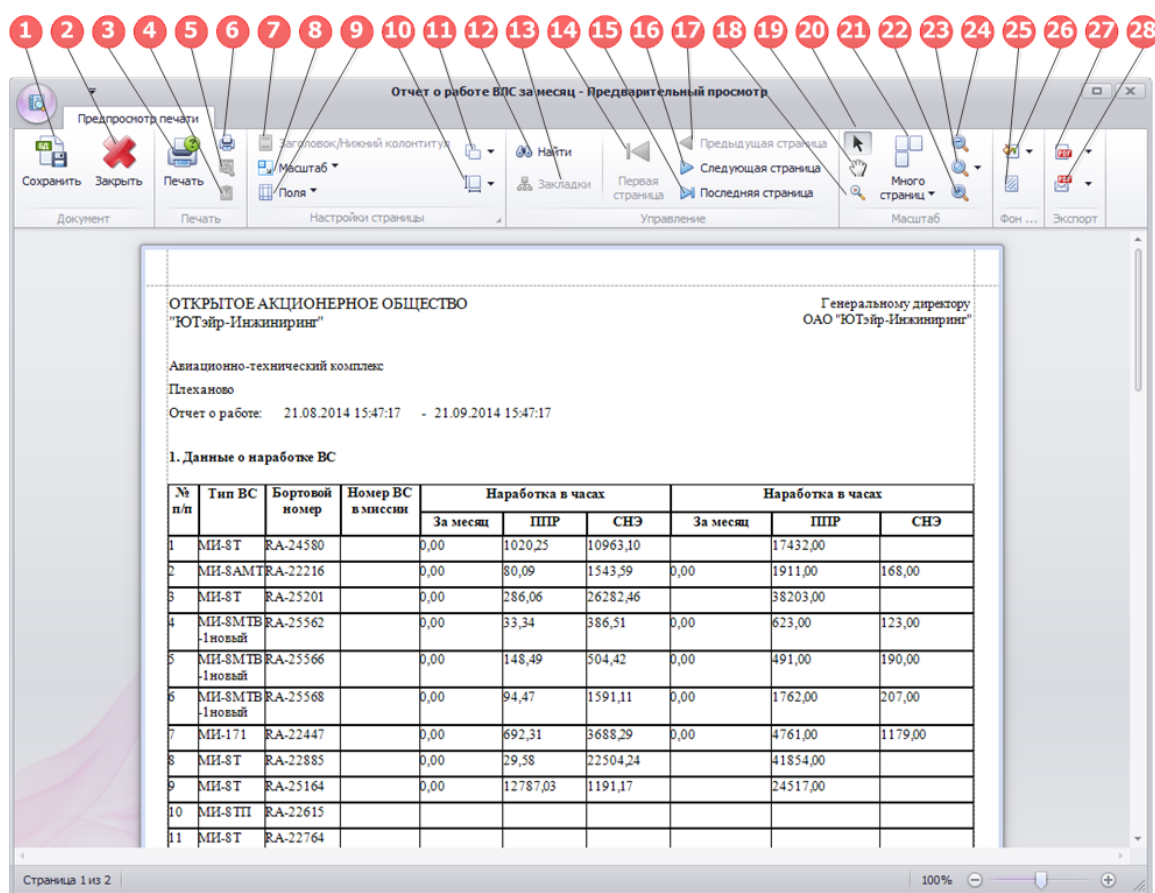 1 2 3 4 5 6 7 8 9 10 11 12 13 14 15 16 17 18 19 20 21 22 23 24 25 26 27 28
Отчет о работе ВЛС за месяц - Предварительный просмотр
Предпросмотр печати
Сохранить Закрыть
Документ
Печать
Печать
Заголовок/Нижний колонтитул
Масштаб
Поля
Настройки страницы
Найти
Закладки
Первая
страница
Предыдущая страница
Следующая страница
Последняя страница
Управление
Много
страниц
Масштаб
Фон ...
PDF
PDF
Экспорт
ОТКРЫТОЕ АКЦИОНЕРНОЕ ОБЩЕСТВО
"ЮТэйр-Инжиниринг"
Генеральному директору
ОАО "ЮТэйр-Инжиниринг"
Авиационно-технический комплекс
Плеханово
Отчет о работе: 21.08.2014 15:47:17 - 21.09.2014 15:47:17
1. Данные о наработке ВС
№ п/п Тип ВС Бортовой номер Номер ВС в миссии Наработка в часах Наработка в часах
За месяц ППР СНЭ За месяц ППР СНЭ
1 МИ-8Т RA-24580 0,00 1020,25 10963,10 17432,00
2 МИ-8АМТ RA-22216 0,00 80,09 1543,59 0,00 1911,00 168,00
3 МИ-8Т RA-25201 0,00 286,06 26282,46 38203,00
4 МИ-8МТВ RA-25562 0,00 33,34 386,51 0,00 623,00 123,00
-1новый
5 МИ-8МТВ RA-25566 0,00 148,49 504,42 0,00 491,00 190,00
-1новый
6 МИ-8МТВ RA-25568 0,00 94,47 1591,11 0,00 1762,00 207,00
-1новый
7 МИ-171 RA-22447 0,00 692,31 3688,29 0,00 4761,00 1179,00
8 МИ-8Т RA-22885 0,00 29,58 22504,24 41854,00
9 МИ-8Т RA-25164 0,00 12787,03 1191,17 24517,00
10 МИ-8ТП RA-22615
11 МИ-8Т RA-22764
Страница 1 из 2
100%